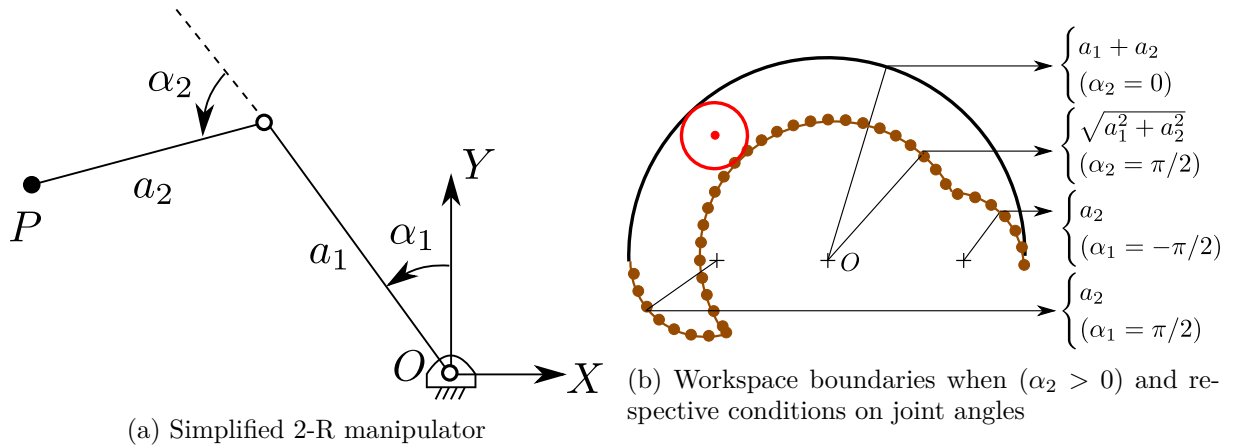 α₂
a₂
P
a₁
α₁
Y
O
X
(a) Simplified 2-R manipulator
a₁ + a₂
(α₂ = 0)
√(a₁² + a₂²)
(α₂ = π/2)
a₂
(α₁ = −π/2)
O
a₂
(α₁ = π/2)
(b) Workspace boundaries when (α₂ > 0) and re-
spective conditions on joint angles